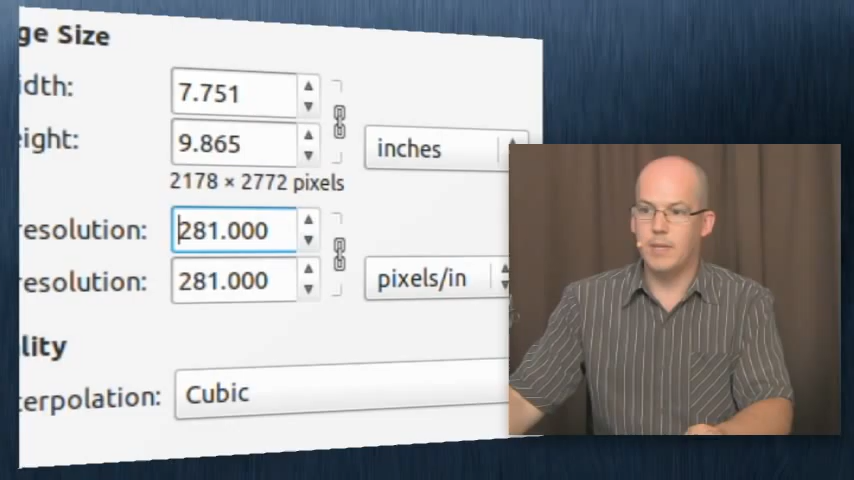 ge Size
idth:
7.751
eight:
9.865
inches
2178 × 2772 pixels
resolution:
281.000
resolution:
281.000
pixels/in
lity
terpolation:
Cubic